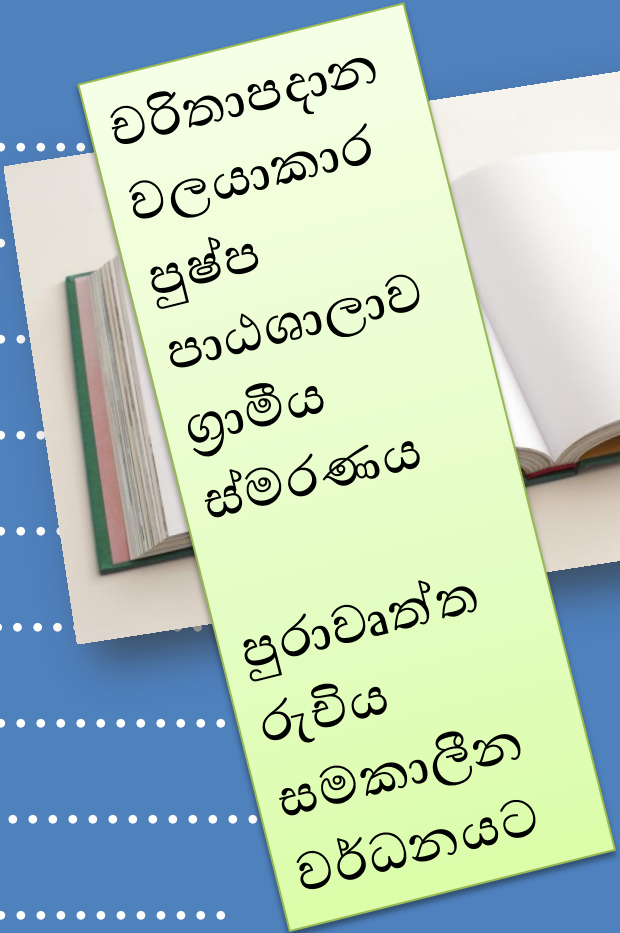 චරිතාපදාන
වලයාකාර
පුෂ්ප
පාඨශාලාව
ග්‍රාමීය
ස්මරණය
පුරාවෘත්ත
රුචිය
සමකාලීන
වර්ධනයට